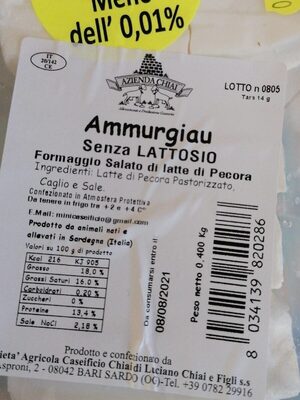 Meno
dell' 0,01%
IT
20/142
CE
AZIENDA CHIAI
LOTTO n 0805
Tara 14 g
Ammurgiau
Senza LATTOSIO
Formaggio Salato di latte di Pecora
Ingredienti: Latte di Pecora Pastorizzato,
Caglio e Sale.
Confezionato in Atmosfera Protettiva
Da tenere in frigo tra +2 e +4 C°
E.Mail: minicaseificio@gmail.com
Prodotto da animali nati e
allevati in Sardegna (Italia)
Valori su 100 g di prodotto
Kcal 216 KJ 905
Grasso 18,0 %
Grassi Saturi 16.0 %
Carboidrati 0,20 %
Zuccheri 0 %
Proteine 13,4 %
Sale NaCl 2,18 %
Da consumarsi entro il
08/08/2021
Peso netto 0,400 Kg
8 034139 820286
Prodotto e confezionato da
Agricola Caseificio Chiai di Luciano Chiai e Figli s.s
2 - 08042 BARI SARDO (OG)-Tel. +39 0782 29916